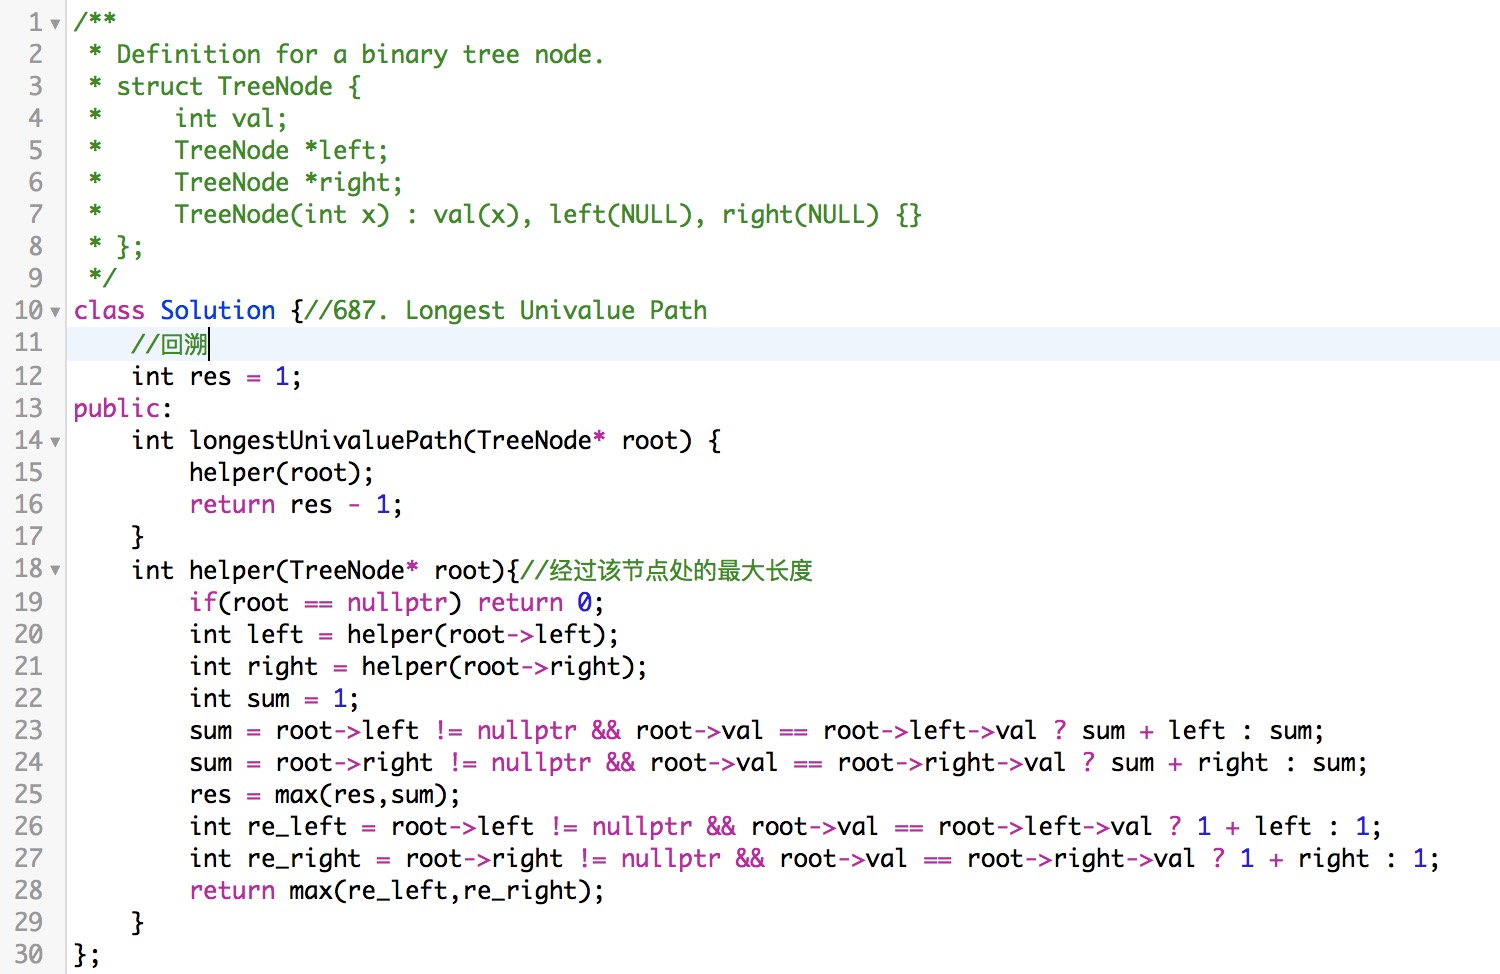 1 /**
2  * Definition for a binary tree node.
3  * struct TreeNode {
4  *     int val;
5  *     TreeNode *left;
6  *     TreeNode *right;
7  *     TreeNode(int x) : val(x), left(NULL), right(NULL) {}
8  * };
9  */
10 class Solution {//687. Longest Univalue Path
11     //回溯
12     int res = 1;
13 public:
14     int longestUnivaluePath(TreeNode* root) {
15         helper(root);
16         return res - 1;
17     }
18     int helper(TreeNode* root){//经过该节点处的最大长度
19         if(root == nullptr) return 0;
20         int left = helper(root->left);
21         int right = helper(root->right);
22         int sum = 1;
23         sum = root->left != nullptr && root->val == root->left->val ? sum + left : sum;
24         sum = root->right != nullptr && root->val == root->right->val ? sum + right : sum;
25         res = max(res,sum);
26         int re_left = root->left != nullptr && root->val == root->left->val ? 1 + left : 1;
27         int re_right = root->right != nullptr && root->val == root->right->val ? 1 + right : 1;
28         return max(re_left,re_right);
29     }
30 };